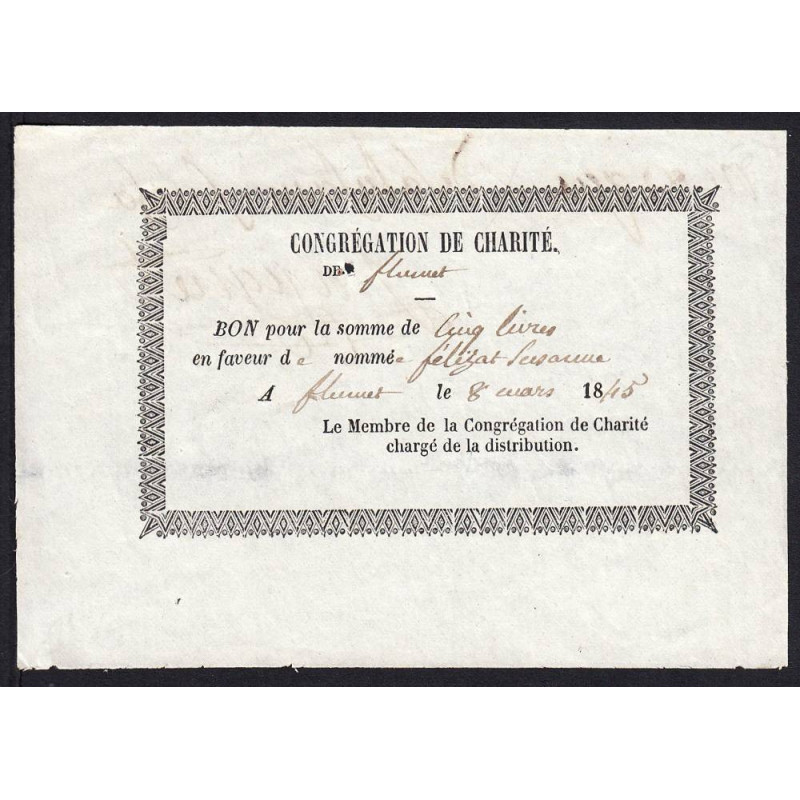 CONGRÉGATION DE CHARITÉ.
DE flumet
BON pour la somme de Cinq livres
en faveur de nommée félizat Susanne
A flumet le 8 mars 1845
Le Membre de la Congrégation de Charité
chargé de la distribution.